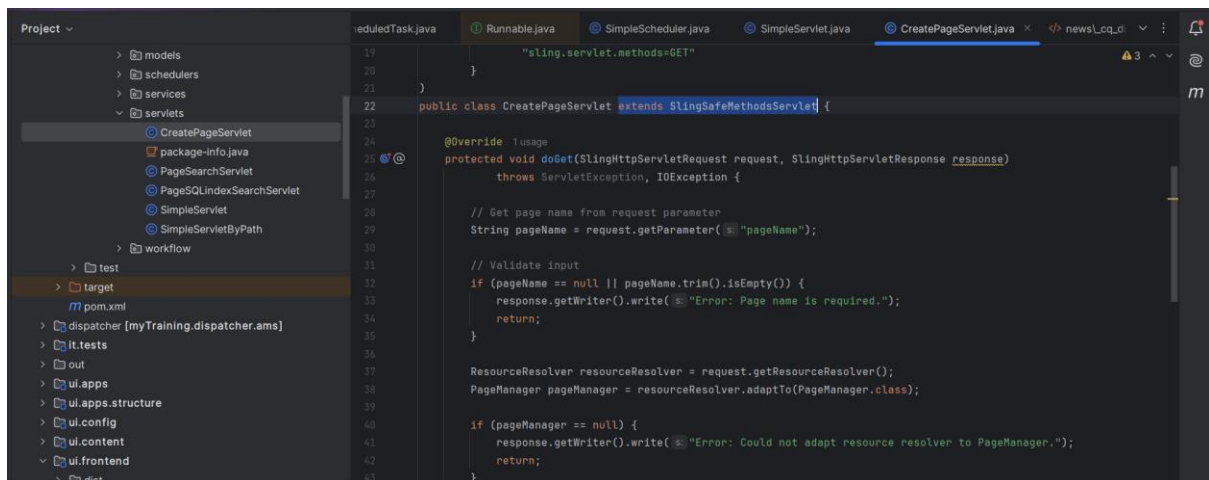 Project
models
schedulers
services
servlets
CreatePageServlet
package-info.java
PageSearchServlet
PageSQLindexSearchServlet
SimpleServlet
SimpleServletByPath
workflow
test
target
pom.xml
dispatcher [myTraining.dispatcher.ams]
it.tests
out
ui.apps
ui.apps.structure
ui.config
ui.content
ui.frontend
dist
eduledTask.java Runnable.java SimpleScheduler.java SimpleServlet.java CreatePageServlet.java × news\_cq_di
3
19 "sling.servlet.methods=GET"
20 }
21 )
22 public class CreatePageServlet extends SlingSafeMethodsServlet {
23
24 @Override 1 usage
25 protected void doGet(SlingHttpServletRequest request, SlingHttpServletResponse response)
26 throws ServletException, IOException {
27
28 // Get page name from request parameter
29 String pageName = request.getParameter( s: "pageName");
30
31 // Validate input
32 if (pageName == null || pageName.trim().isEmpty()) {
33 response.getWriter().write( s: "Error: Page name is required.");
34 return;
35 }
36
37 ResourceResolver resourceResolver = request.getResourceResolver();
38 PageManager pageManager = resourceResolver.adaptTo(PageManager.class);
39
40 if (pageManager == null) {
41 response.getWriter().write( s: "Error: Could not adapt resource resolver to PageManager.");
42 return;
43 }